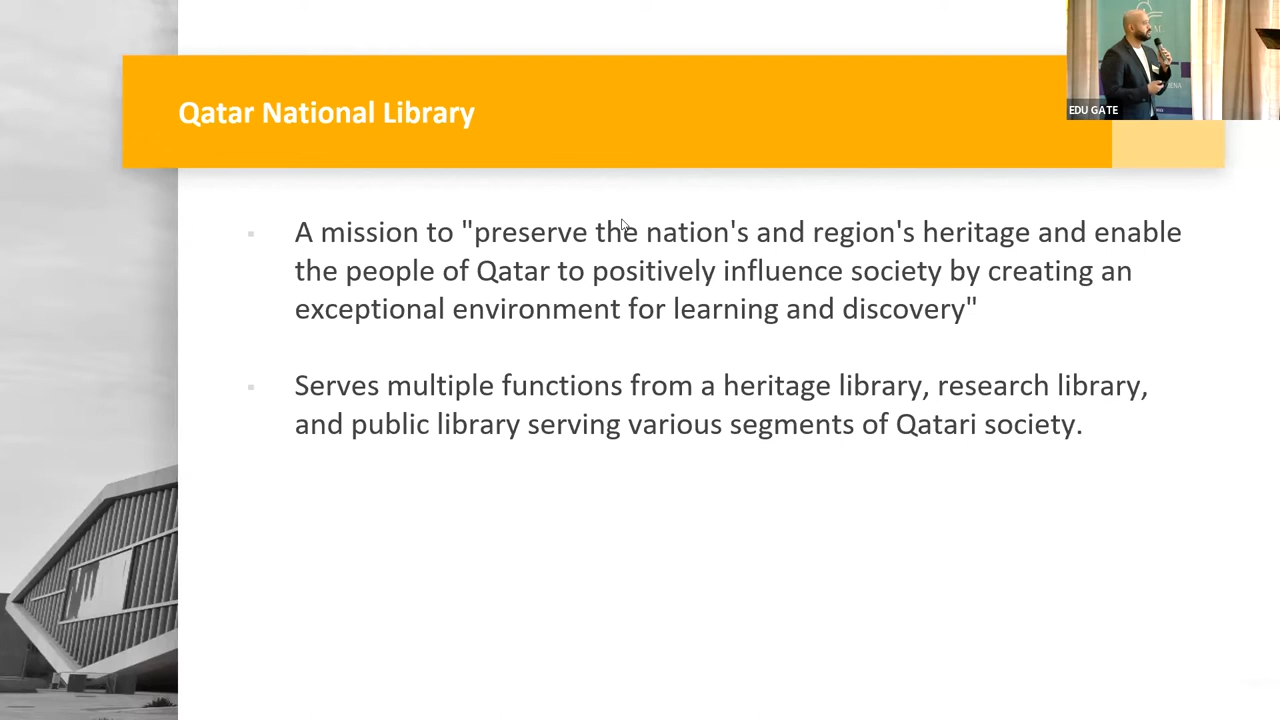 Qatar National Library
EDU GATE
A mission to "preserve the nation's and region's heritage and enable
the people of Qatar to positively influence society by creating an
exceptional environment for learning and discovery"
Serves multiple functions from a heritage library, research library,
and public library serving various segments of Qatari society.